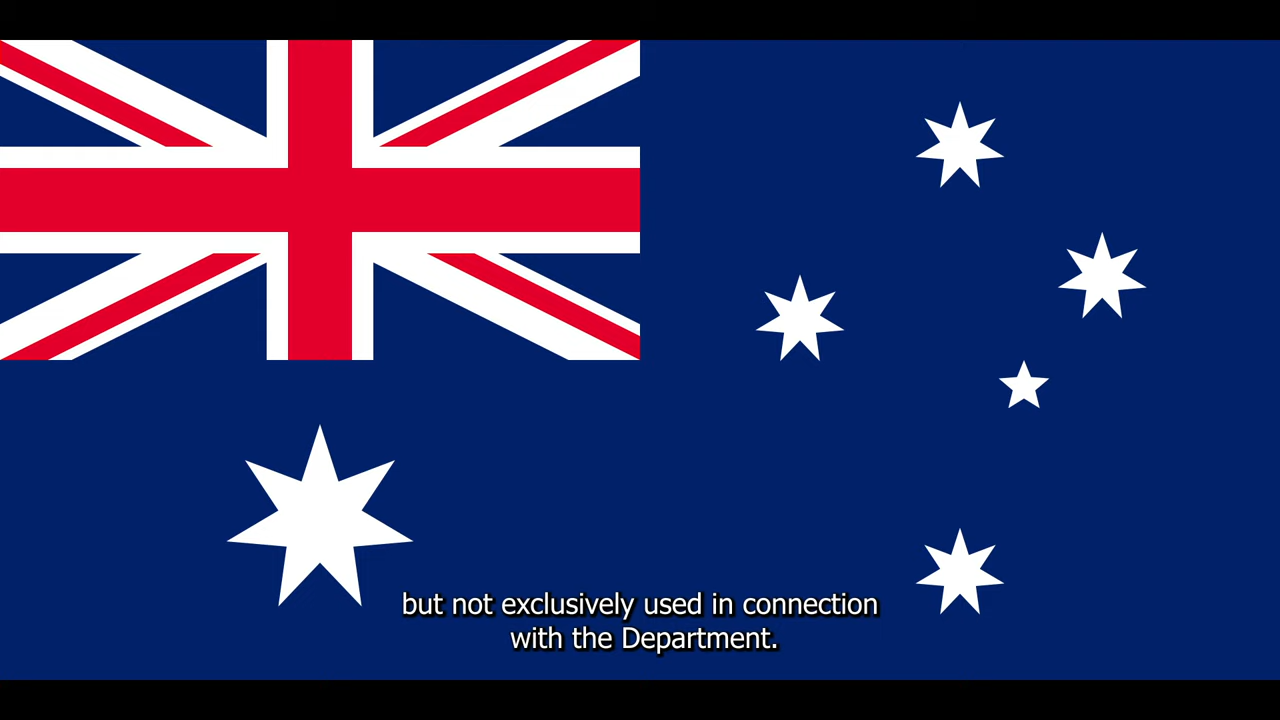 but not exclusively used in connection
with the Department.